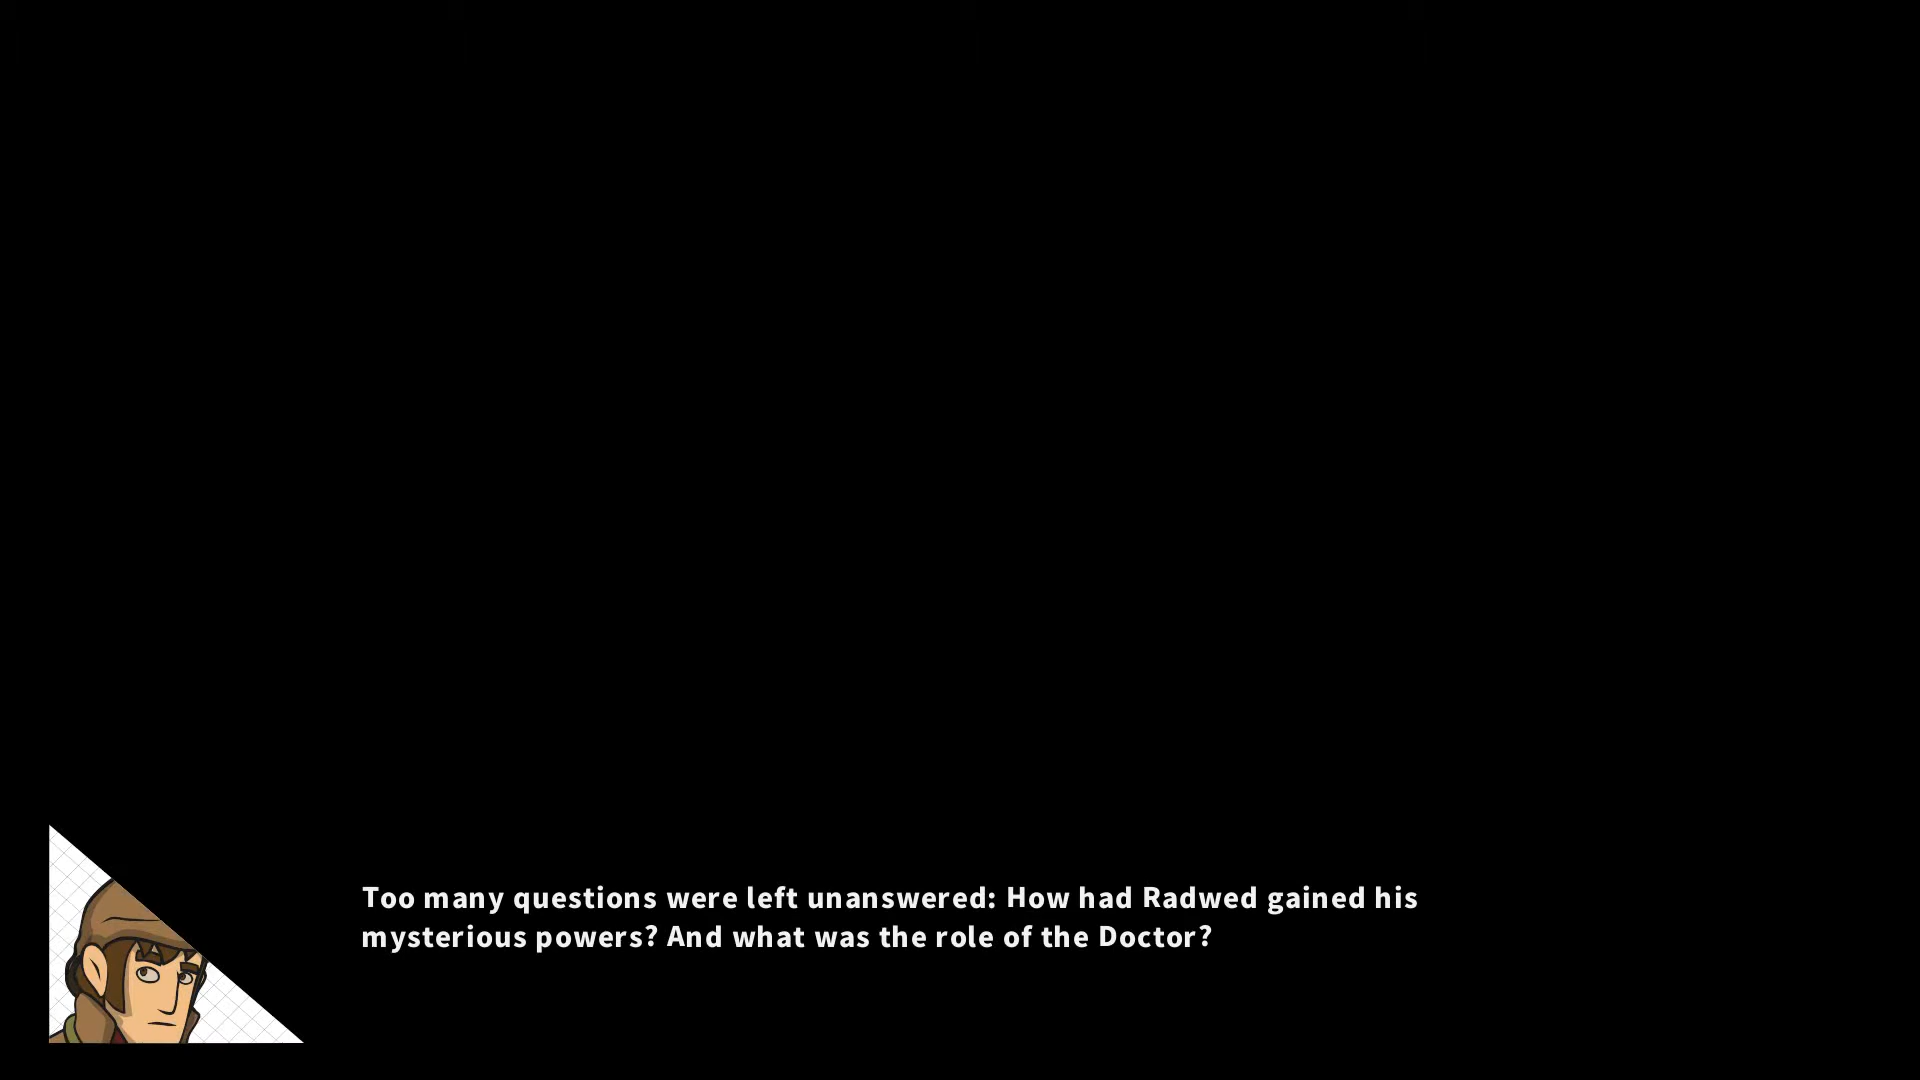 Too many questions were left unanswered: How had Radwed gained his
mysterious powers? And what was the role of the Doctor?